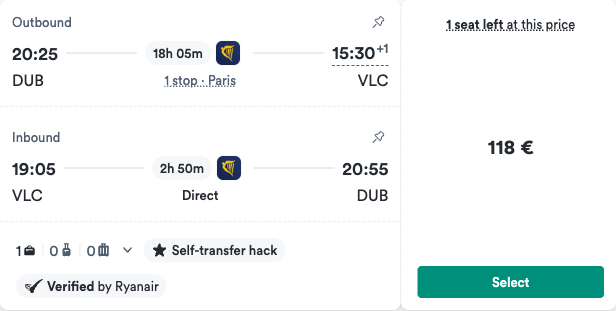 Outbound
20:25
18h 05m
15:30+1
DUB
1 stop · Paris
VLC
Inbound
19:05
2h 50m
20:55
VLC
Direct
DUB
1 0 0
Self-transfer hack
Verified by Ryanair
1 seat left at this price
118 €
Select